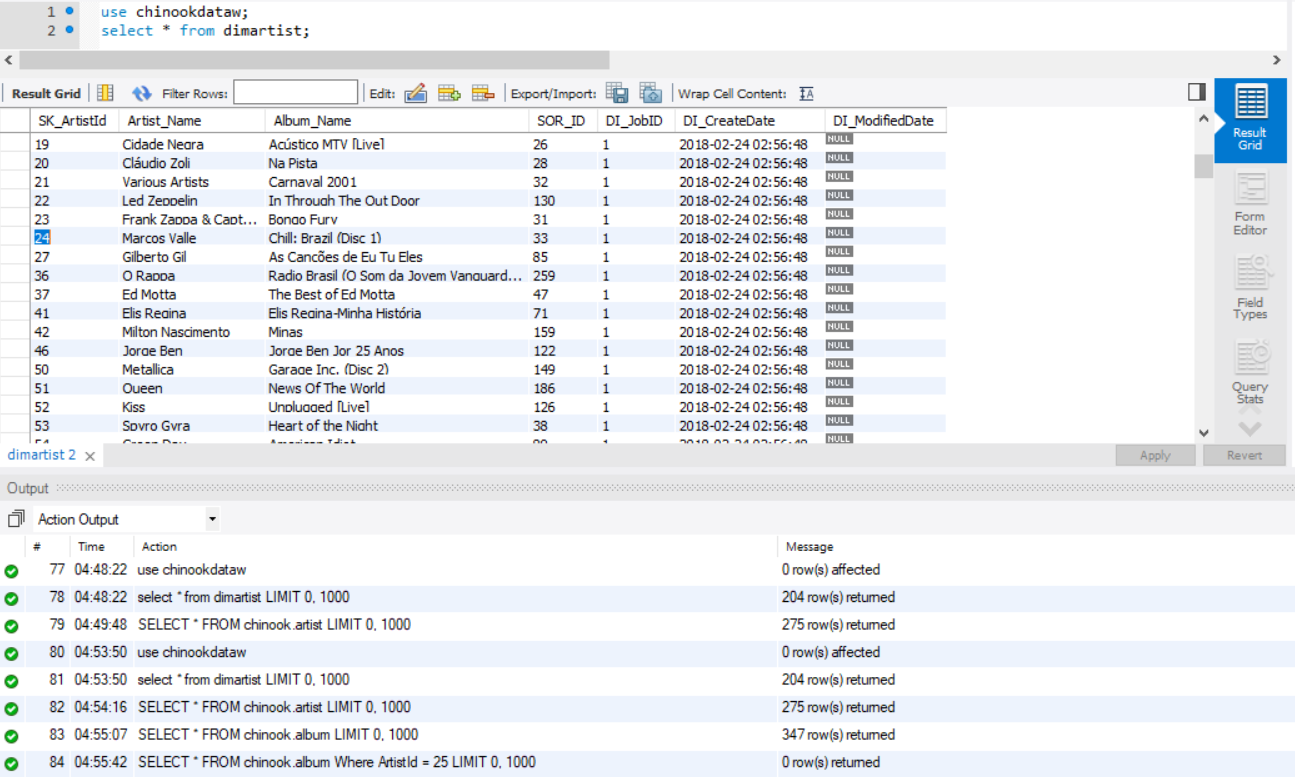 1 use chinookdataw;
2 select * from dimartist;
Result Grid Filter Rows: Edit: Export/Import: Wrap Cell Content: IA
SK_ArtistId Artist_Name Album_Name SOR_ID DI_JobID DI_CreateDate DI_ModifiedDate
19 Cidade Negra Acústico MTV [Live] 26 1 2018-02-24 02:56:48 NULL
20 Cláudio Zoli Na Pista 28 1 2018-02-24 02:56:48 NULL
21 Various Artists Carnaval 2001 32 1 2018-02-24 02:56:48 NULL
22 Led Zeppelin In Through The Out Door 130 1 2018-02-24 02:56:48 NULL
23 Frank Zappa & Capt... Bongo Fury 31 1 2018-02-24 02:56:48 NULL
24 Marcos Valle Chill: Brazil (Disc 1) 33 1 2018-02-24 02:56:48 NULL
27 Gilberto Gil As Canções de Eu Tu Eles 85 1 2018-02-24 02:56:48 NULL
36 O Rappa Radio Brasil (O Som da Jovem Vanguard... 259 1 2018-02-24 02:56:48 NULL
37 Ed Motta The Best of Ed Motta 47 1 2018-02-24 02:56:48 NULL
41 Elis Regina Elis Regina-Minha História 71 1 2018-02-24 02:56:48 NULL
42 Milton Nascimento Minas 159 1 2018-02-24 02:56:48 NULL
46 Jorge Ben Jorge Ben Jor 25 Anos 122 1 2018-02-24 02:56:48 NULL
50 Metallica Garage Inc. (Disc 2) 149 1 2018-02-24 02:56:48 NULL
51 Queen News Of The World 186 1 2018-02-24 02:56:48 NULL
52 Kiss Unplugged [Live] 126 1 2018-02-24 02:56:48 NULL
53 Spyro Gyra Heart of the Night 38 1 2018-02-24 02:56:48 NULL
54 Green Day American Idiot 1 2018-02-24 02:56:48 NULL
Result
Grid
Form
Editor
Field
Types
Query
Stats
dimartist 2 Apply Revert
Output
Action Output
# Time Action Message
77 04:48:22 use chinookdataw 0 row(s) affected
78 04:48:22 select * from dimartist LIMIT 0, 1000 204 row(s) returned
79 04:49:48 SELECT * FROM chinook.artist LIMIT 0, 1000 275 row(s) returned
80 04:53:50 use chinookdataw 0 row(s) affected
81 04:53:50 select * from dimartist LIMIT 0, 1000 204 row(s) returned
82 04:54:16 SELECT * FROM chinook.artist LIMIT 0, 1000 275 row(s) returned
83 04:55:07 SELECT * FROM chinook.album LIMIT 0, 1000 347 row(s) returned
84 04:55:42 SELECT * FROM chinook.album Where ArtistId = 25 LIMIT 0, 1000 0 row(s) returned